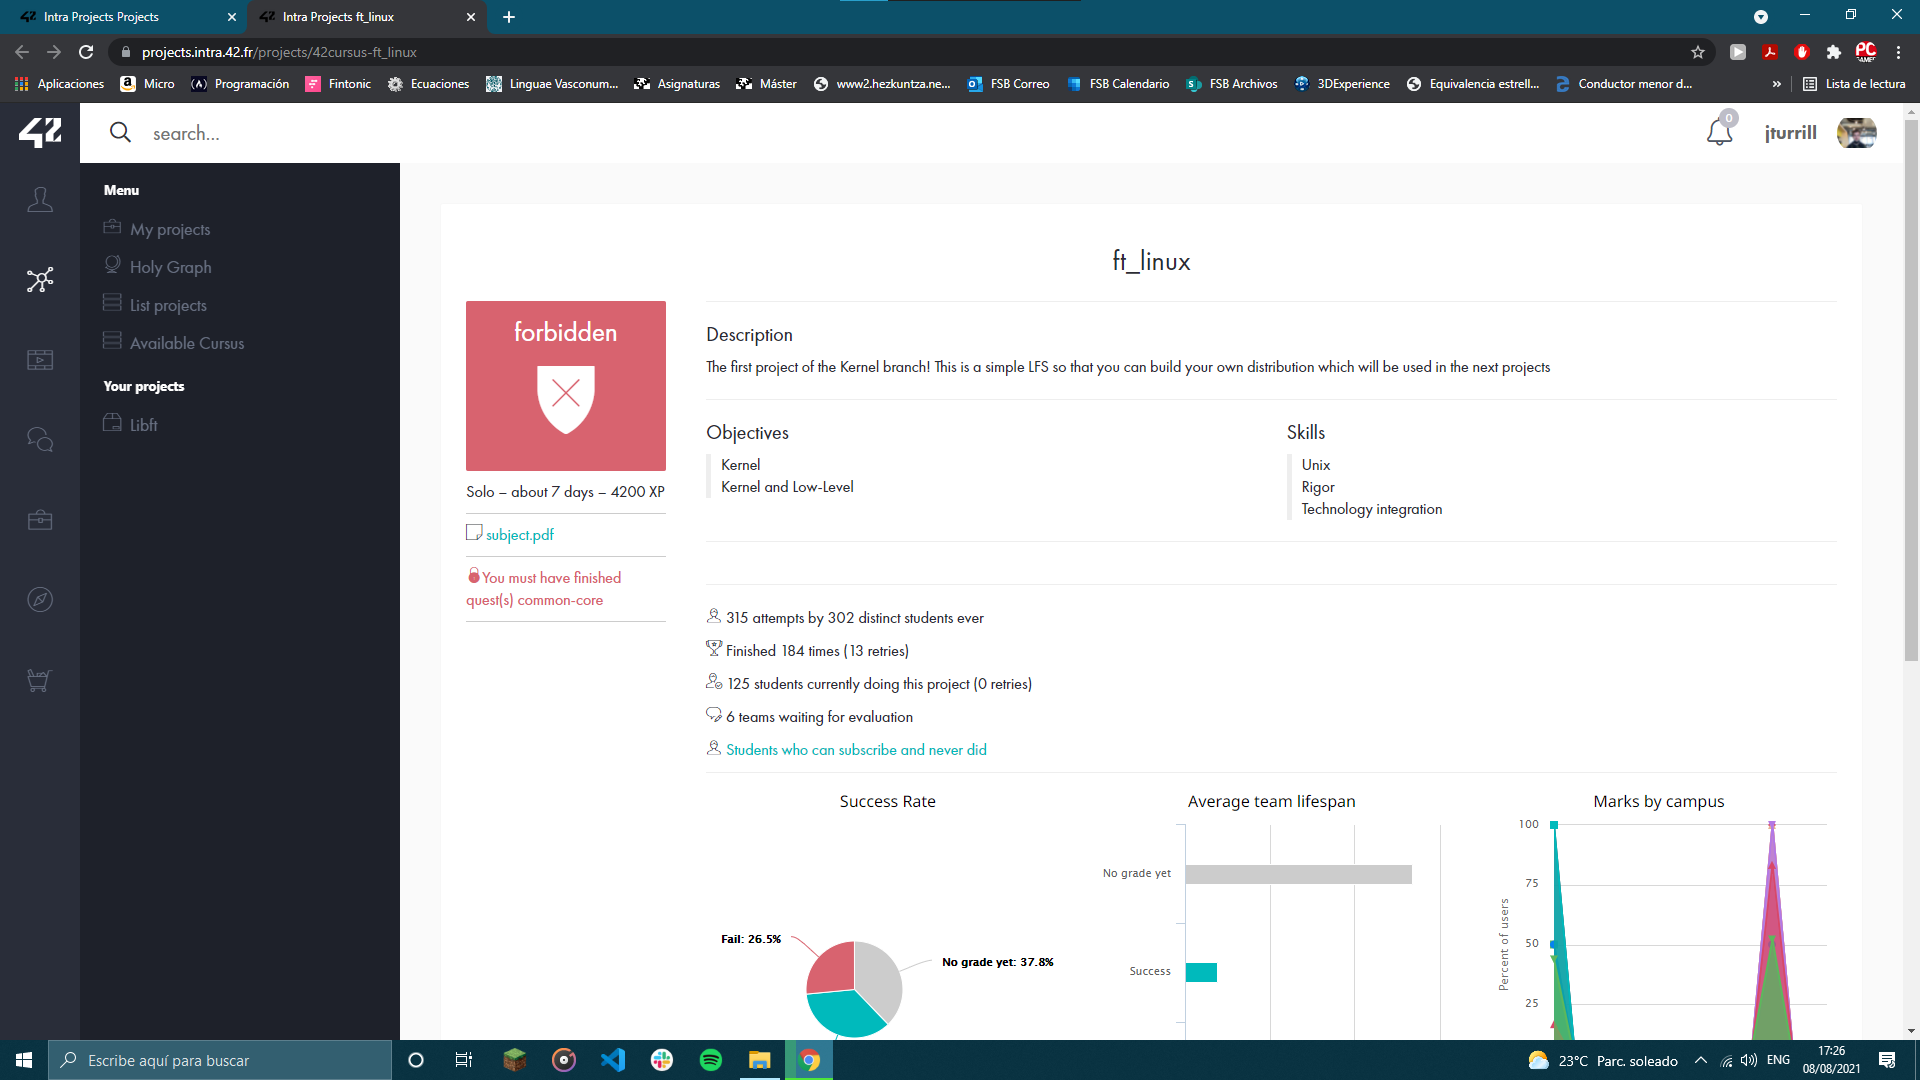 Intra Projects Projects
Intra Projects ft_linux
projects.intra.42.fr/projects/42cursus-ft_linux
Aplicaciones
Micro
Programación
Fintonic
Ecuaciones
Linguae Vasconum...
Asignaturas
Máster
www2.hezkuntza.ne...
FSB Correo
FSB Calendario
FSB Archivos
3DExperience
Equivalencia estrell...
Conductor menor d...
»
Lista de lectura
42
search...
0
jturrill
Menu
My projects
Holy Graph
List projects
Available Cursus
Your projects
Libft
ft_linux
forbidden
Solo – about 7 days – 4200 XP
subject.pdf
You must have finished
quest(s) common-core
Description
The first project of the Kernel branch! This is a simple LFS so that you can build your own distribution which will be used in the next projects
Objectives
Kernel
Kernel and Low-Level
Skills
Unix
Rigor
Technology integration
315 attempts by 302 distinct students ever
Finished 184 times (13 retries)
125 students currently doing this project (0 retries)
6 teams waiting for evaluation
Students who can subscribe and never did
Success Rate
Fail: 26.5%
No grade yet: 37.8%
Average team lifespan
No grade yet
Success
Marks by campus
Percent of users
100
75
50
25
Escribe aquí para buscar
23°C Parc. soleado
ENG
17:26
08/08/2021